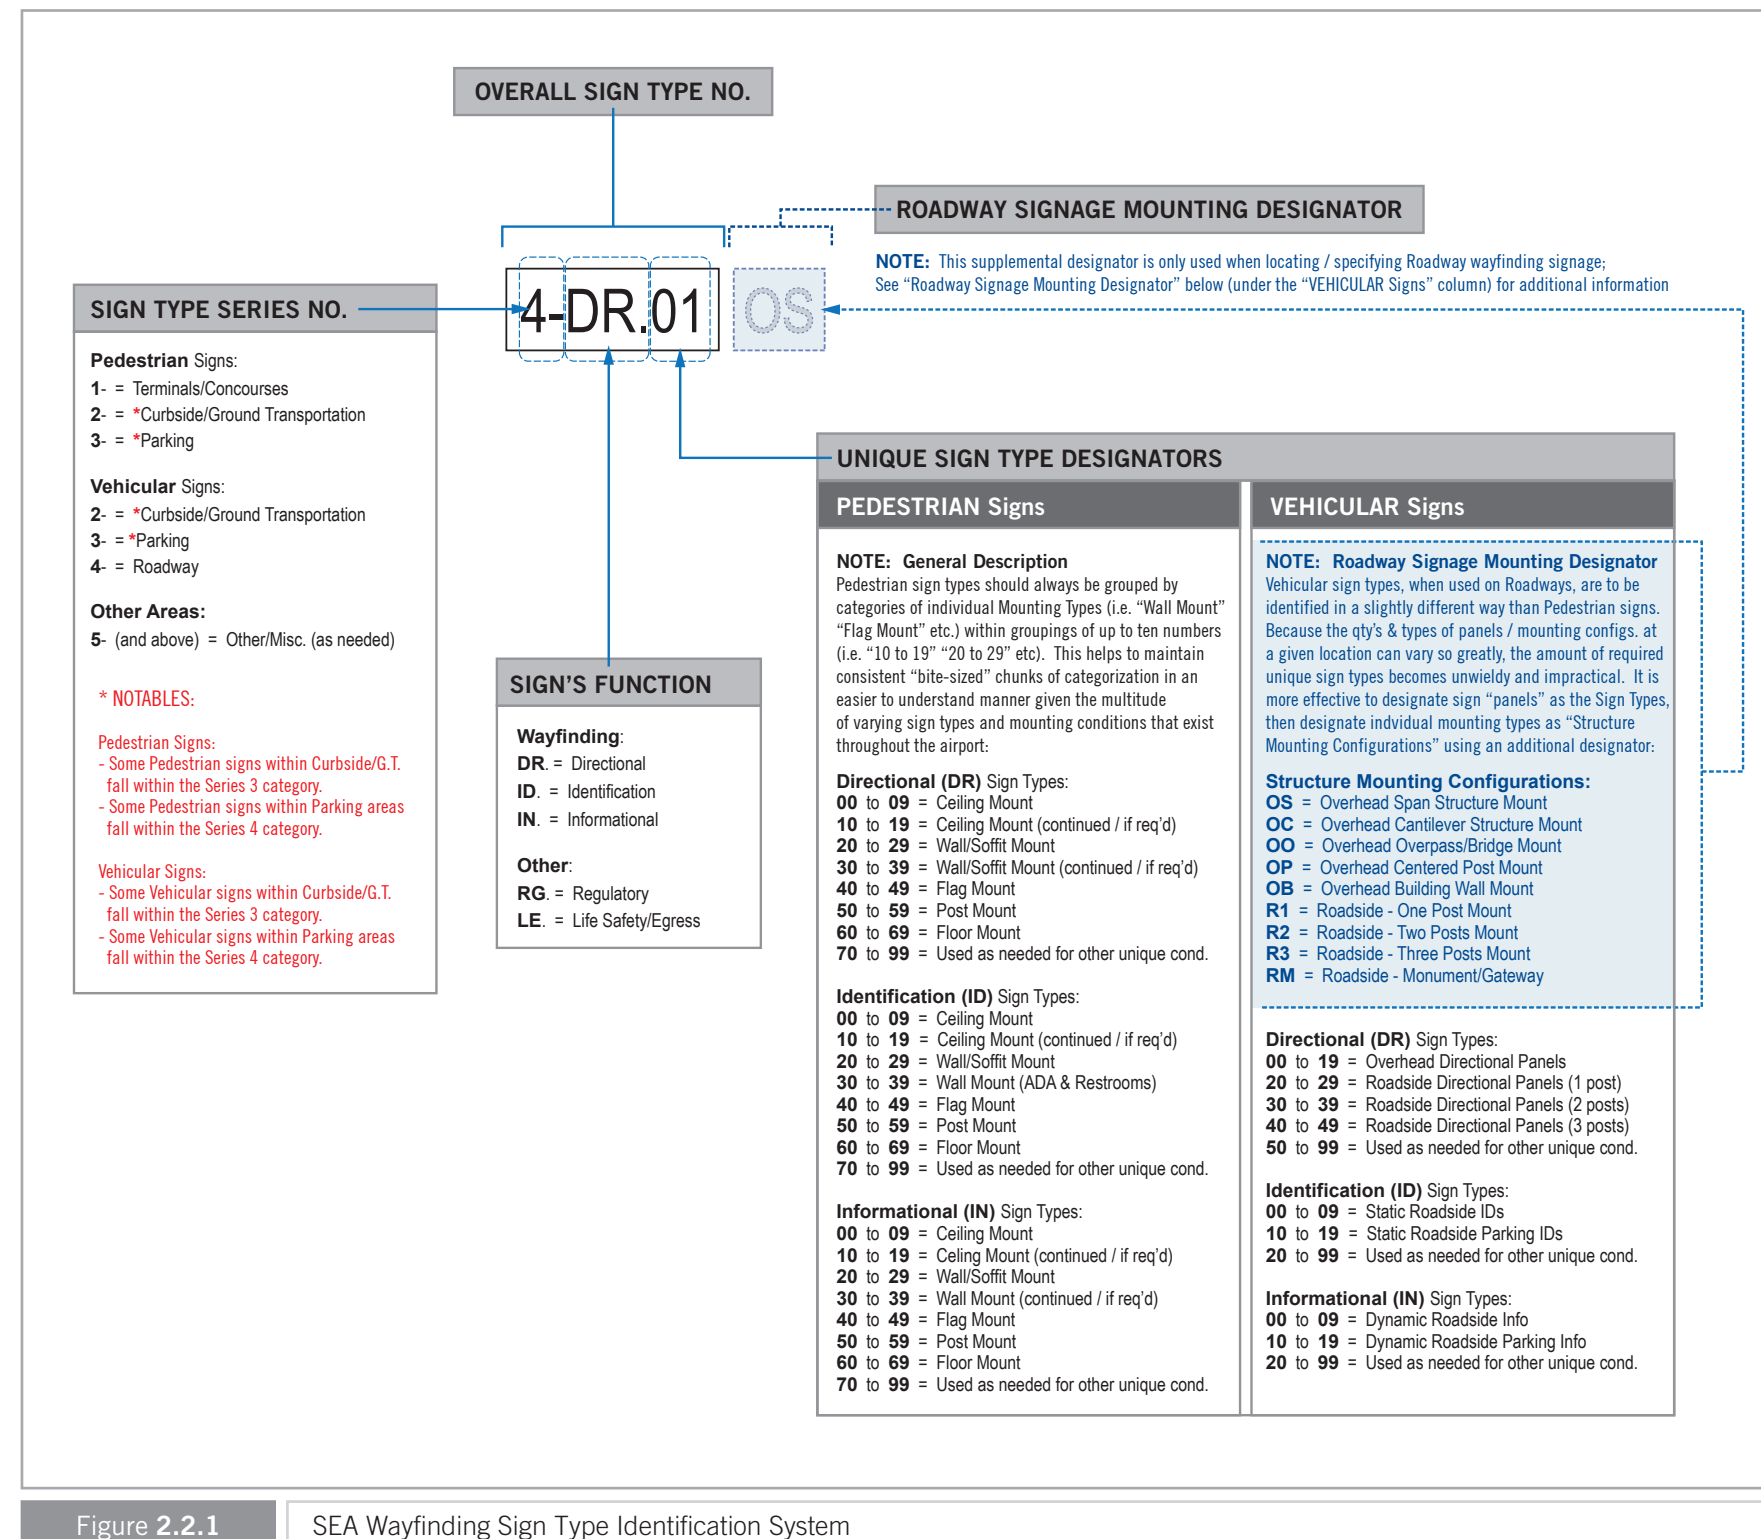 OVERALL SIGN TYPE NO.
ROADWAY SIGNAGE MOUNTING DESIGNATOR
NOTE: This supplemental designator is only used when locating / specifying Roadway wayfinding signage;
See “Roadway Signage Mounting Designator” below (under the “VEHICULAR Signs” column) for additional information
4-DR.01 OS
SIGN TYPE SERIES NO.
Pedestrian Signs:
1- = Terminals/Concourses
2- = *Curbside/Ground Transportation
3- = *Parking
Vehicular Signs:
2- = *Curbside/Ground Transportation
3- = *Parking
4- = Roadway
Other Areas:
5- (and above) = Other/Misc. (as needed)
* NOTABLES:
Pedestrian Signs:
- Some Pedestrian signs within Curbside/G.T.
fall within the Series 3 category.
- Some Pedestrian signs within Parking areas
fall within the Series 4 category.
Vehicular Signs:
- Some Vehicular signs within Curbside/G.T.
fall within the Series 3 category.
- Some Vehicular signs within Parking areas
fall within the Series 4 category.
SIGN’S FUNCTION
Wayfinding:
DR. = Directional
ID. = Identification
IN. = Informational
Other:
RG. = Regulatory
LE. = Life Safety/Egress
UNIQUE SIGN TYPE DESIGNATORS
PEDESTRIAN Signs
NOTE: General Description
Pedestrian sign types should always be grouped by
categories of individual Mounting Types (i.e. “Wall Mount”
“Flag Mount” etc.) within groupings of up to ten numbers
(i.e. “10 to 19” “20 to 29” etc). This helps to maintain
consistent “bite-sized” chunks of categorization in an
easier to understand manner given the multitude
of varying sign types and mounting conditions that exist
throughout the airport:
Directional (DR) Sign Types:
00 to 09 = Ceiling Mount
10 to 19 = Ceiling Mount (continued / if req’d)
20 to 29 = Wall/Soffit Mount
30 to 39 = Wall/Soffit Mount (continued / if req’d)
40 to 49 = Flag Mount
50 to 59 = Post Mount
60 to 69 = Floor Mount
70 to 99 = Used as needed for other unique cond.
Identification (ID) Sign Types:
00 to 09 = Ceiling Mount
10 to 19 = Ceiling Mount (continued / if req’d)
20 to 29 = Wall/Soffit Mount
30 to 39 = Wall Mount (ADA & Restrooms)
40 to 49 = Flag Mount
50 to 59 = Post Mount
60 to 69 = Floor Mount
70 to 99 = Used as needed for other unique cond.
Informational (IN) Sign Types:
00 to 09 = Ceiling Mount
10 to 19 = Celing Mount (continued / if req’d)
20 to 29 = Wall/Soffit Mount
30 to 39 = Wall Mount (continued / if req’d)
40 to 49 = Flag Mount
50 to 59 = Post Mount
60 to 69 = Floor Mount
70 to 99 = Used as needed for other unique cond.
VEHICULAR Signs
NOTE: Roadway Signage Mounting Designator
Vehicular sign types, when used on Roadways, are to be
identified in a slightly different way than Pedestrian signs.
Because the qty’s & types of panels / mounting configs. at
a given location can vary so greatly, the amount of required
unique sign types becomes unwieldy and impractical. It is
more effective to designate sign “panels” as the Sign Types,
then designate indvidual mounting types as “Structure
Mounting Configurations” using an additional designator:
Structure Mounting Configurations:
OS = Overhead Span Structure Mount
OC = Overhead Cantilever Structure Mount
OO = Overhead Overpass/Bridge Mount
OP = Overhead Centered Post Mount
OB = Overhead Building Wall Mount
R1 = Roadside - One Post Mount
R2 = Roadside - Two Posts Mount
R3 = Roadside - Three Posts Mount
RM = Roadside - Monument/Gateway
Directional (DR) Sign Types:
00 to 19 = Overhead Directional Panels
20 to 29 = Roadside Directional Panels (1 post)
30 to 39 = Roadside Directional Panels (2 posts)
40 to 49 = Roadside Directional Panels (3 posts)
50 to 99 = Used as needed for other unique cond.
Identification (ID) Sign Types:
00 to 09 = Static Roadside IDs
10 to 19 = Static Roadside Parking IDs
20 to 99 = Used as needed for other unique cond.
Informational (IN) Sign Types:
00 to 09 = Dynamic Roadside Info
10 to 19 = Dynamic Roadside Parking Info
20 to 99 = Used as needed for other unique cond.
Figure 2.2.1
SEA Wayfinding Sign Type Identification System